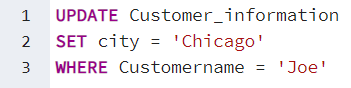 1 UPDATE Customer_information
2 SET city = 'Chicago'
3 WHERE Customername = 'Joe'